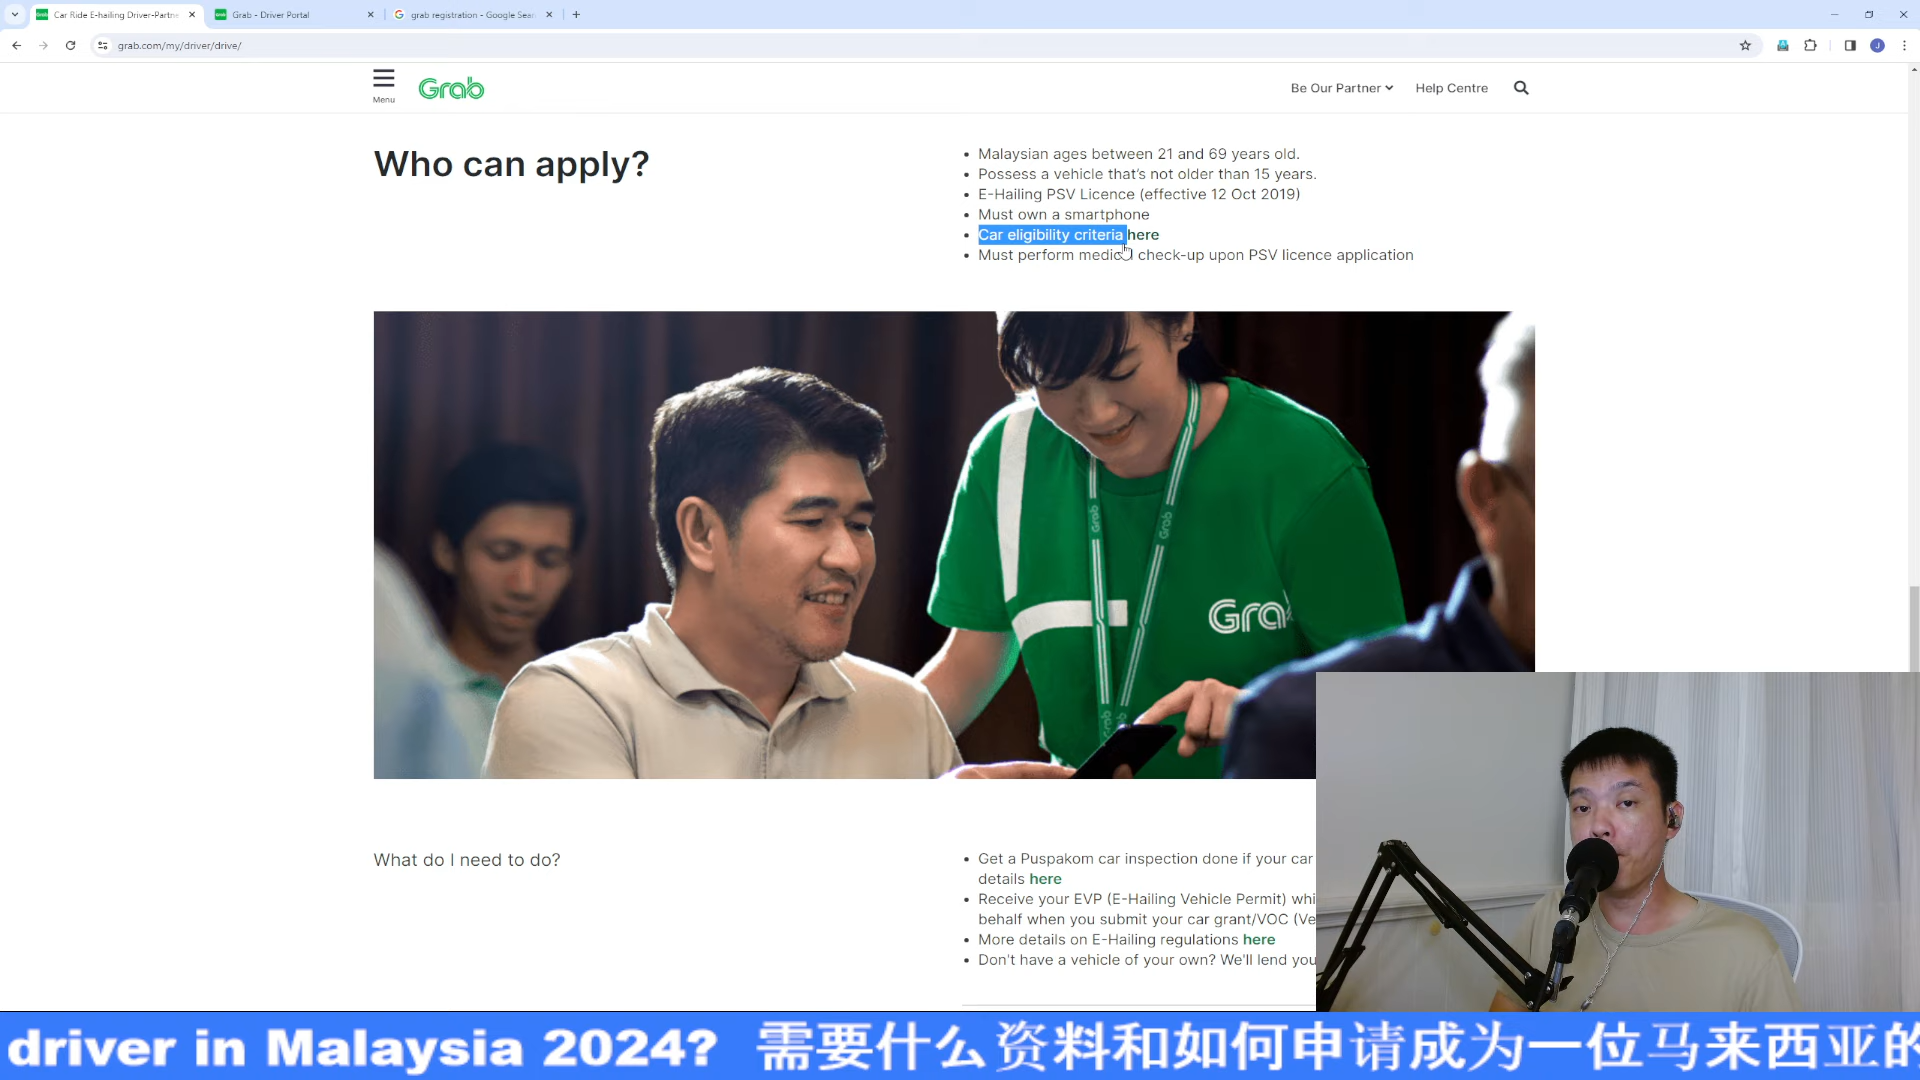 Car Ride E-hailing Driver-Partne
Grab - Driver Portal
grab registration - Google Sear
grab.com/my/driver/drive/
J
Menu
Grab
Be Our Partner
Help Centre
Who can apply?
Malaysian ages between 21 and 69 years old.
Possess a vehicle that's not older than 15 years.
E-Hailing PSV Licence (effective 12 Oct 2019)
Must own a smartphone
Car eligibility criteria here
Must perform medical check-up upon PSV licence application
Grab
What do I need to do?
Get a Puspakom car inspection done if your car
details here
Receive your EVP (E-Hailing Vehicle Permit) whi
behalf when you submit your car grant/VOC (Ve
More details on E-Hailing regulations here
Don't have a vehicle of your own? We'll lend you
driver in Malaysia 2024? 需要什么资料和如何申请成为一位马来西亚的